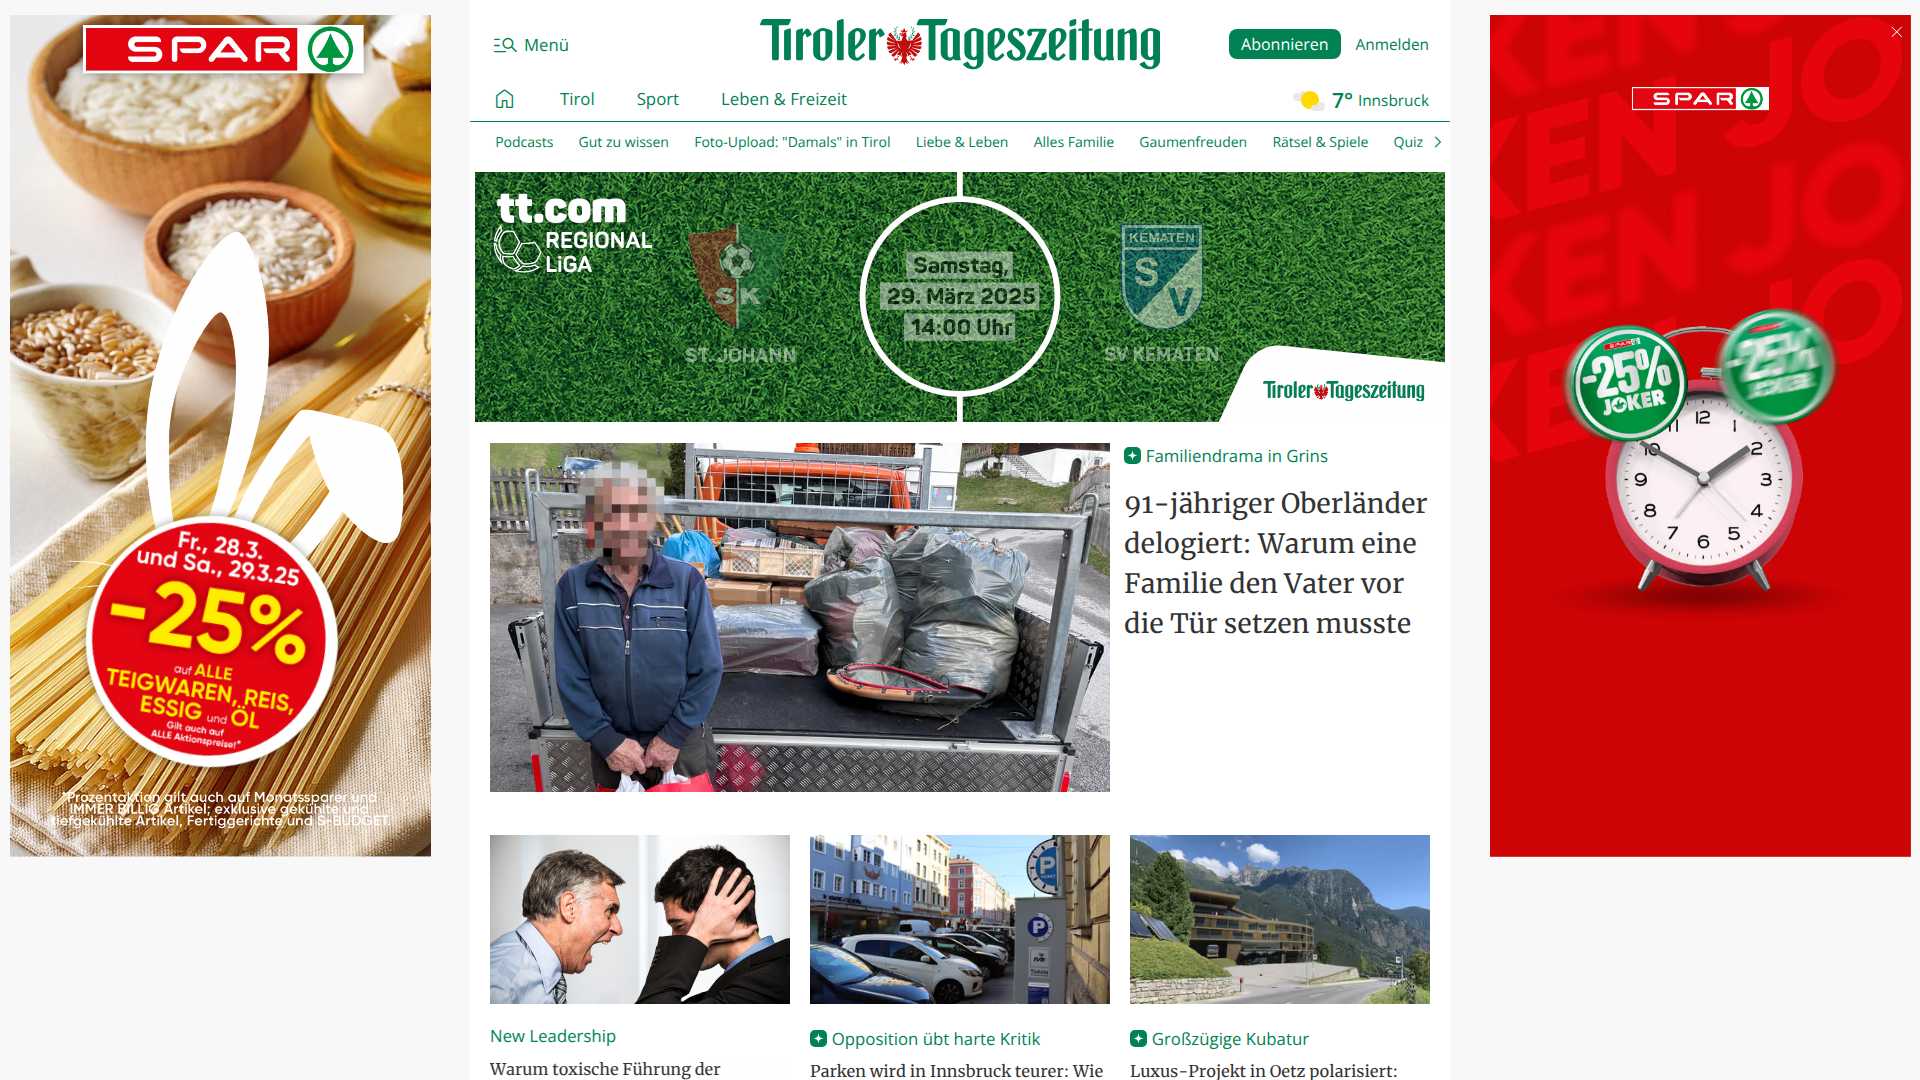 SPAR
Fr., 28.3.
und Sa., 29.3.25
-25%
auf ALLE
TEIGWAREN, REIS,
ESSIG und ÖL
Gilt auch auf
ALLE Aktionspreise!*
*Prozentaktion gilt auch auf Monatssparer und
IMMER BILLIG Artikel; exklusive gekühlte und
tiefgekühlte Artikel, Fertiggerichte und S-BUDGET.
Menü
Tiroler Tageszeitung
Abonnieren
Anmelden
Tirol
Sport
Leben & Freizeit
7° Innsbruck
Podcasts
Gut zu wissen
Foto-Upload: "Damals" in Tirol
Liebe & Leben
Alles Familie
Gaumenfreuden
Rätsel & Spiele
Quiz
tt.com
REGIONAL
LiGA
SK
ST. JOHANN
Samstag,
29. März 2025
14:00 Uhr
KEMATEN
S
V
SV KEMATEN
Tiroler Tageszeitung
Familiendrama in Grins
91-jähriger Oberländer
delogiert: Warum eine
Familie den Vater vor
die Tür setzen musste
P
P
New Leadership
Warum toxische Führung der
Opposition übt harte Kritik
Parken wird in Innsbruck teurer: Wie
Großzügige Kubatur
Luxus-Projekt in Oetz polarisiert:
KEN JO
KEN JO
KEN JO
SPAR
-25%
JOKER
-25%
JOKER
12
1
2
3
4
5
6
7
8
9
10
11